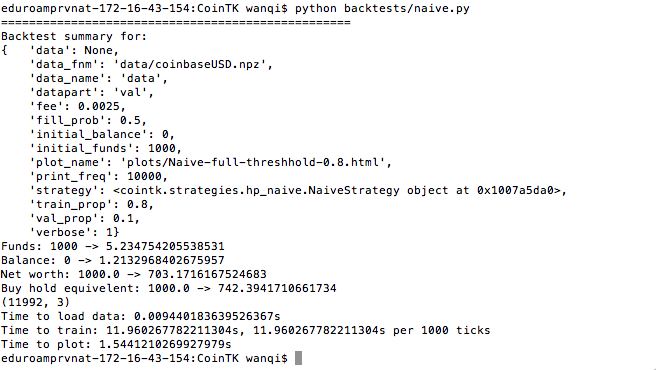 eduroamprvnat-172-16-43-154:CoinTK wanqi$ python backtests/naive.py
==================================================
Backtest summary for:
{   'data': None,
    'data_fnm': 'data/coinbaseUSD.npz',
    'data_name': 'data',
    'datapart': 'val',
    'fee': 0.0025,
    'fill_prob': 0.5,
    'initial_balance': 0,
    'initial_funds': 1000,
    'plot_name': 'plots/Naive-full-threshhold-0.8.html',
    'print_freq': 10000,
    'strategy': <cointk.strategies.hp_naive.NaiveStrategy object at 0x1007a5da0>,
    'train_prop': 0.8,
    'val_prop': 0.1,
    'verbose': 1}
Funds: 1000 -> 5.234754205538531
Balance: 0 -> 1.2132968402675957
Net worth: 1000.0 -> 703.1716167524683
Buy hold equivelent: 1000.0 -> 742.3941710661734
(11992, 3)
Time to load data: 0.009440183639526367s
Time to train: 11.960267782211304s, 11.960267782211304s per 1000 ticks
Time to plot: 1.5441210269927979s
eduroamprvnat-172-16-43-154:CoinTK wanqi$